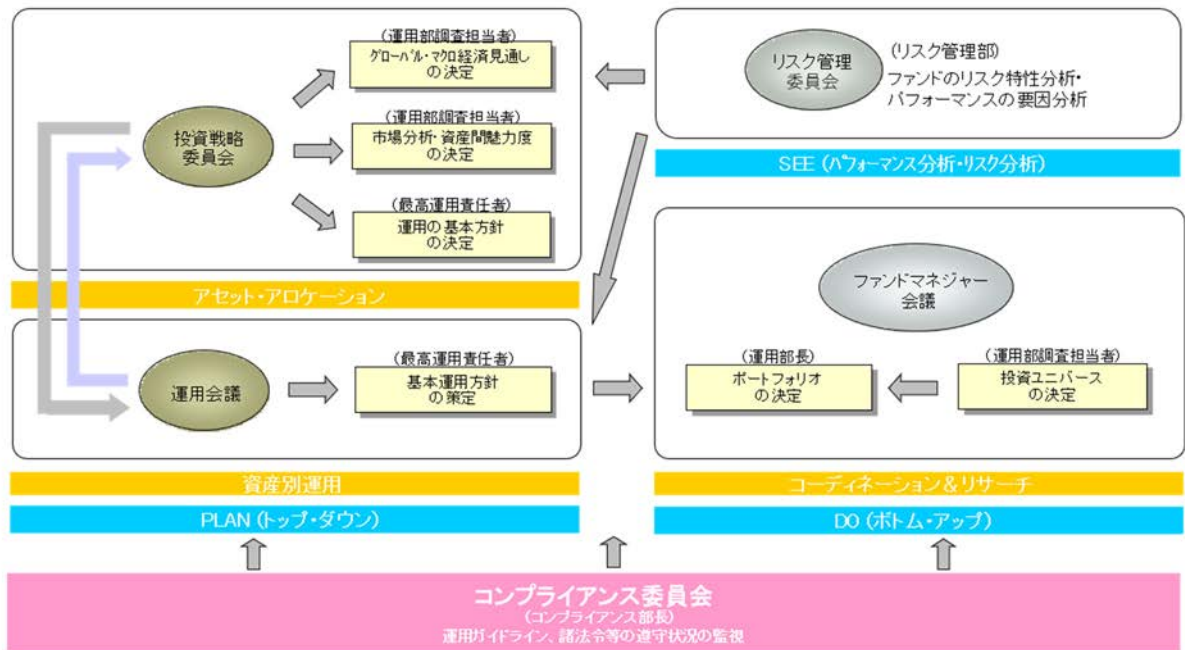 (運用部調査担当者)
グローバル・マクロ経済見通し
の決定
投資戦略
委員会
(運用部調査担当者)
市場分析・資産間魅力度
の決定
(最高運用責任者)
運用の基本方針
の決定
アセット・アロケーション
運用会議
(最高運用責任者)
基本運用方針
の策定
資産別運用
PLAN (トップ・ダウン)
リスク管理
委員会
(リスク管理部)
ファンドのリスク特性分析・
パフォーマンスの要因分析
SEE (パフォーマンス分析・リスク分析)
ファンドマネジャー
会議
(運用部長)
ポートフォリオ
の決定
(運用部調査担当者)
投資ユニバース
の決定
コーディネーション&リサーチ
DO (ボトム・アップ)
コンプライアンス委員会
(コンプライアンス部長)
運用ガイドライン、諸法令等の遵守状況の監視